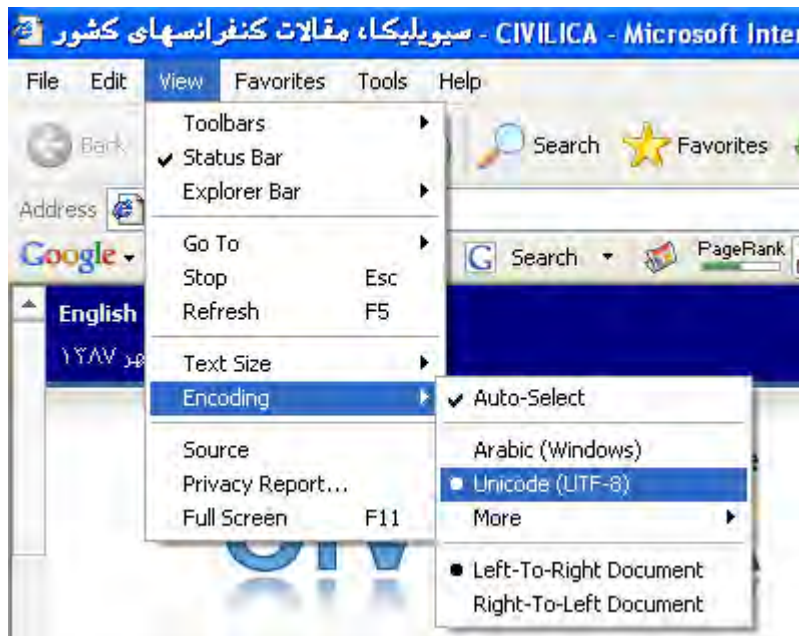 سیویلیکا، مقالات کنفرانسهای کشور - CIVILICA - Microsoft Inter
File Edit View Favorites Tools Help
Back Search Favorites
Address
Google Search PageRank
Toolbars
Status Bar
Explorer Bar
Go To
Stop Esc
Refresh F5
Text Size
Encoding
Source
Privacy Report...
Full Screen F11
English
۱۳۸۷
Auto-Select
Arabic (Windows)
Unicode (UTF-8)
More
Left-To-Right Document
Right-To-Left Document